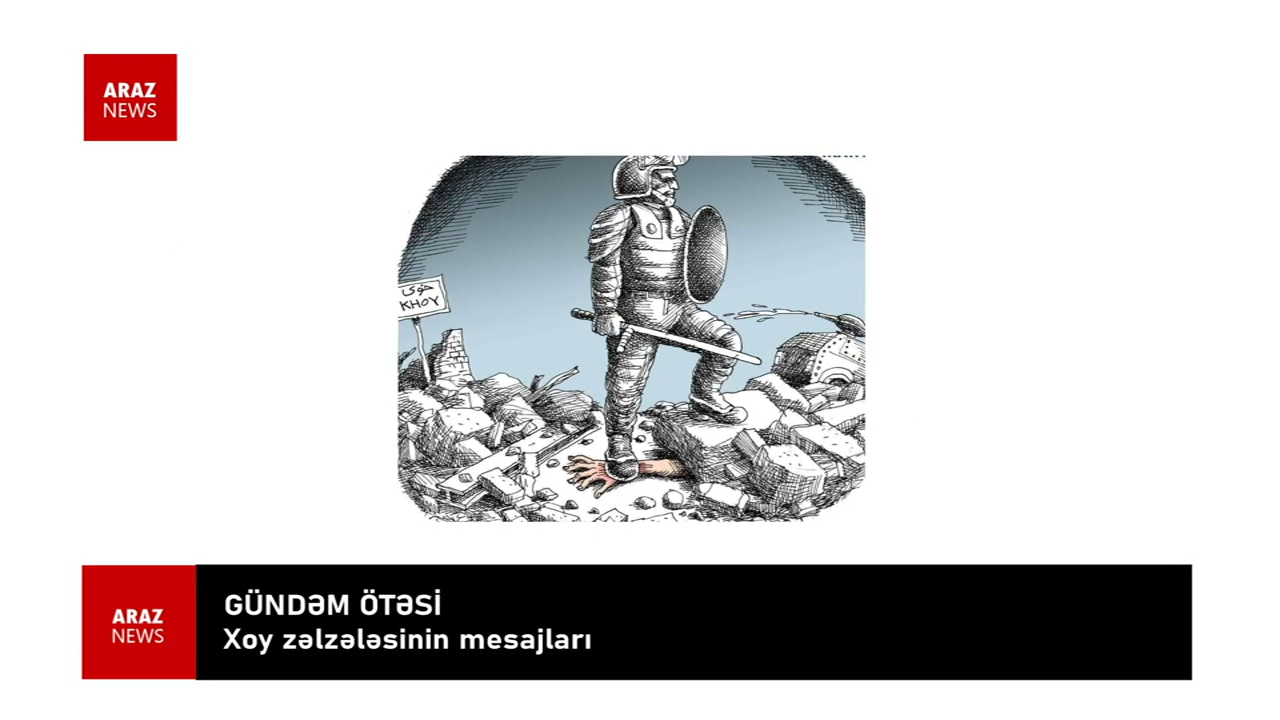 ARAZ
NEWS
خوی
KHOY
ARAZ
NEWS
GÜNDƏM ÖTƏSİ
Xoy zəlzələsinin mesajları